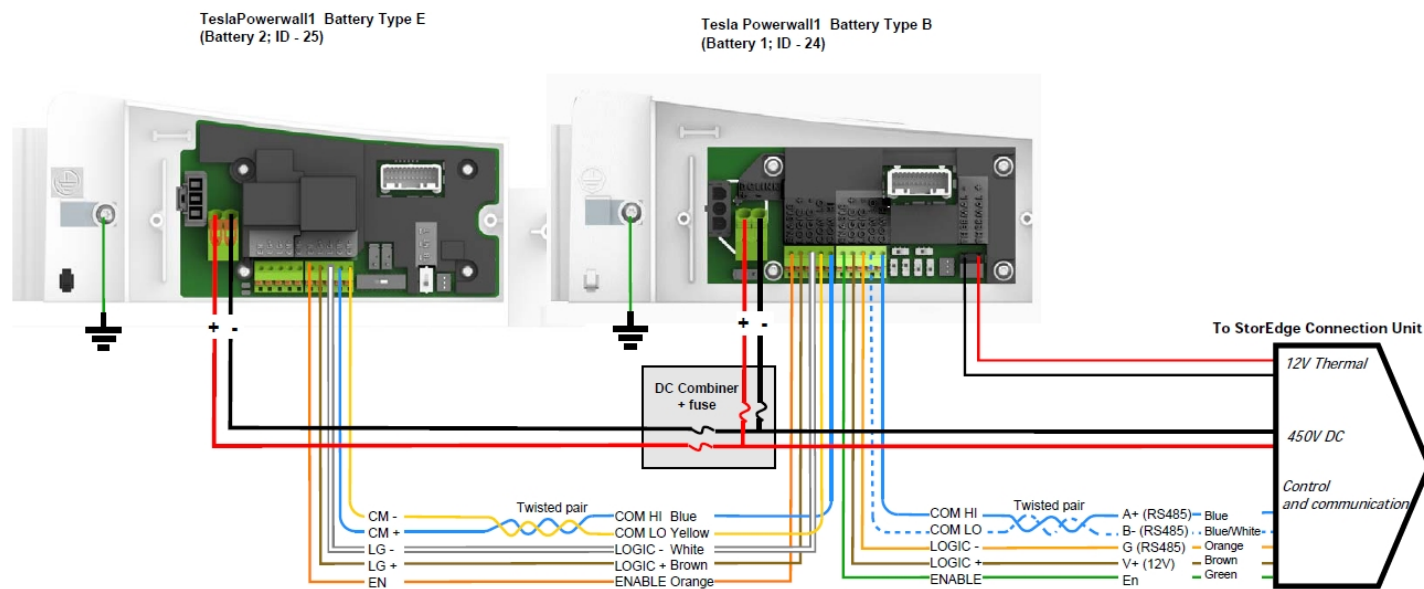 TeslaPowerwall1 Battery Type E
(Battery 2; ID - 25)
Tesla Powerwall1 Battery Type B
(Battery 1; ID - 24)
+ -
+ -
To StorEdge Connection Unit
12V Thermal
DC Combiner
+ fuse
450V DC
Control
and communication
CM -
CM +
LG -
LG +
EN
Twisted pair
COM HI Blue
COM LO Yellow
LOGIC - White
LOGIC + Brown
ENABLE Orange
COM HI
COM LO
LOGIC -
LOGIC +
ENABLE
Twisted pair
A+ (RS485) Blue
B- (RS485) Blue/White
G (RS485) Orange
V+ (12V) Brown
En Green